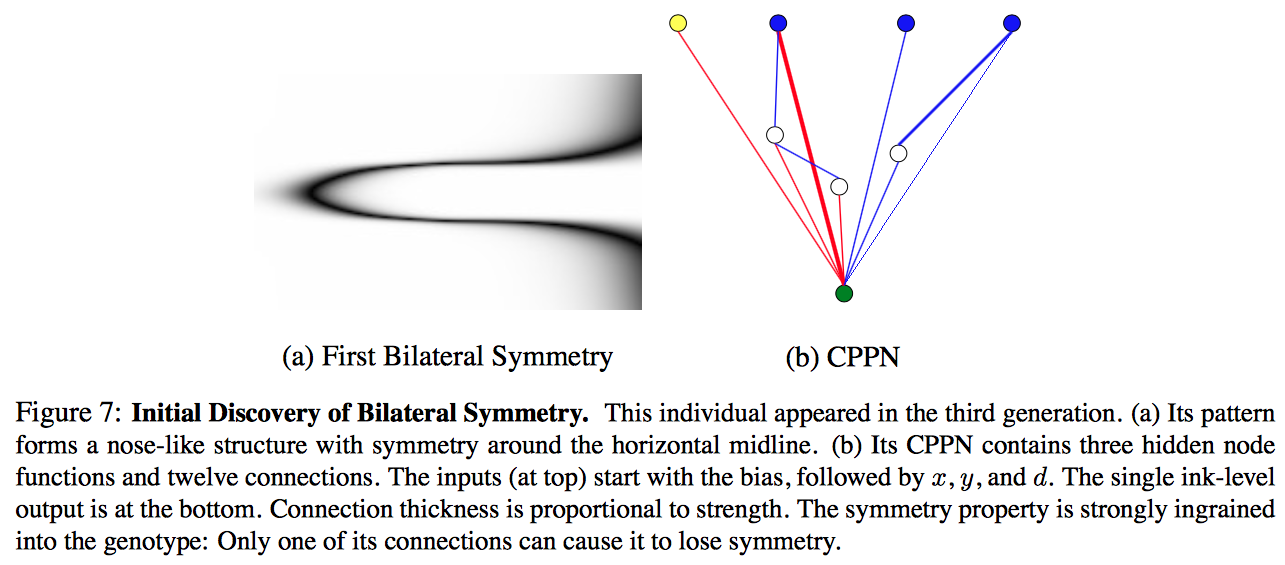 (a) First Bilateral Symmetry
(b) CPPN
Figure 7: Initial Discovery of Bilateral Symmetry. This individual appeared in the third generation. (a) Its pattern
forms a nose-like structure with symmetry around the horizontal midline. (b) Its CPPN contains three hidden node
functions and twelve connections. The inputs (at top) start with the bias, followed by x, y, and d. The single ink-level
output is at the bottom. Connection thickness is proportional to strength. The symmetry property is strongly ingrained
into the genotype: Only one of its connections can cause it to lose symmetry.